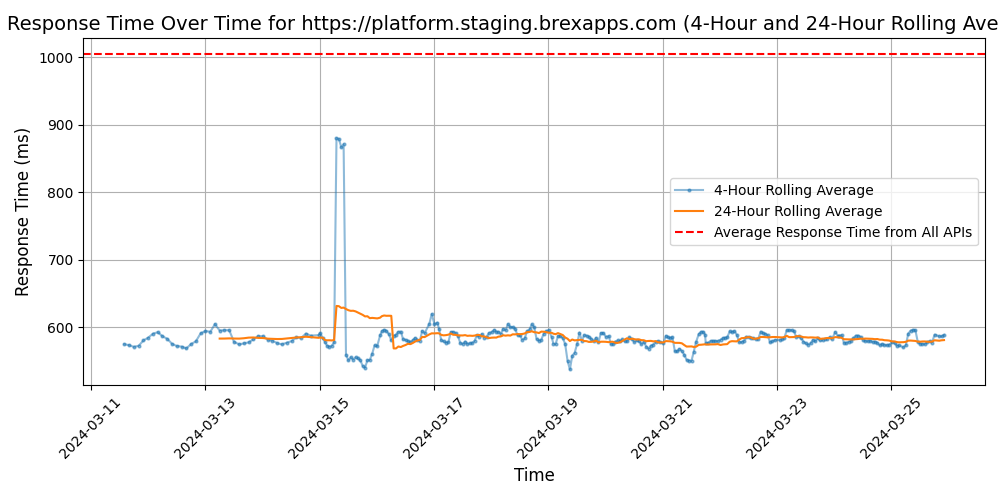 Response Time Over Time for https://platform.staging.brexapps.com (4-Hour and 24-Hour Rolling Ave
1000
900
800
700
600
Response Time (ms)
4-Hour Rolling Average
24-Hour Rolling Average
Average Response Time from All APIs
2024-03-11
2024-03-13
2024-03-15
2024-03-17
2024-03-19
2024-03-21
2024-03-23
2024-03-25
Time